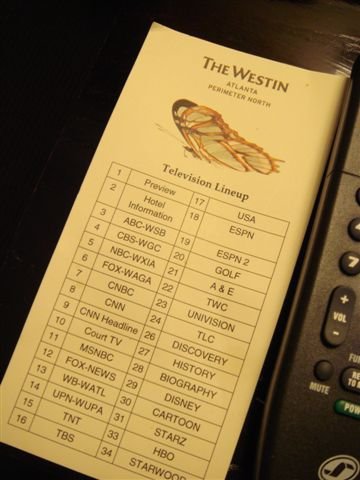 THE WESTIN
ATLANTA
PERIMETER NORTH
Television Lineup
1 Preview 17 USA
2 Hotel Information 18 ESPN
3 ABC-WSB 19 ESPN 2
4 CBS-WGC 20 GOLF
5 NBC-WXIA 21 A & E
6 FOX-WAGA 22 TWC
7 CNBC 23 UNIVISION
8 CNN 24 TLC
9 CNN Headline 26 DISCOVERY
10 Court TV 27 HISTORY
11 MSNBC 28 BIOGRAPHY
12 FOX-NEWS 29 DISNEY
13 WB-WATL 30 CARTOON
14 UPN-WUPA 31 STARZ
15 TNT 33 HBO
16 TBS 34 STARWOO
+
VOL
-
MUTE